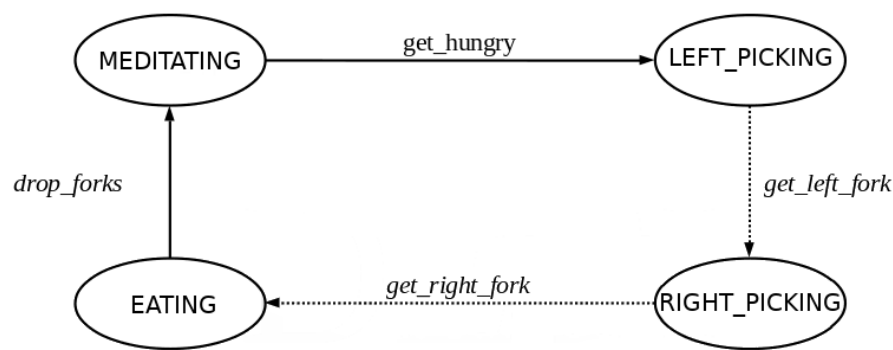 MEDITATING
get_hungry
LEFT_PICKING
drop_forks
get_left_fork
EATING
get_right_fork
RIGHT_PICKING